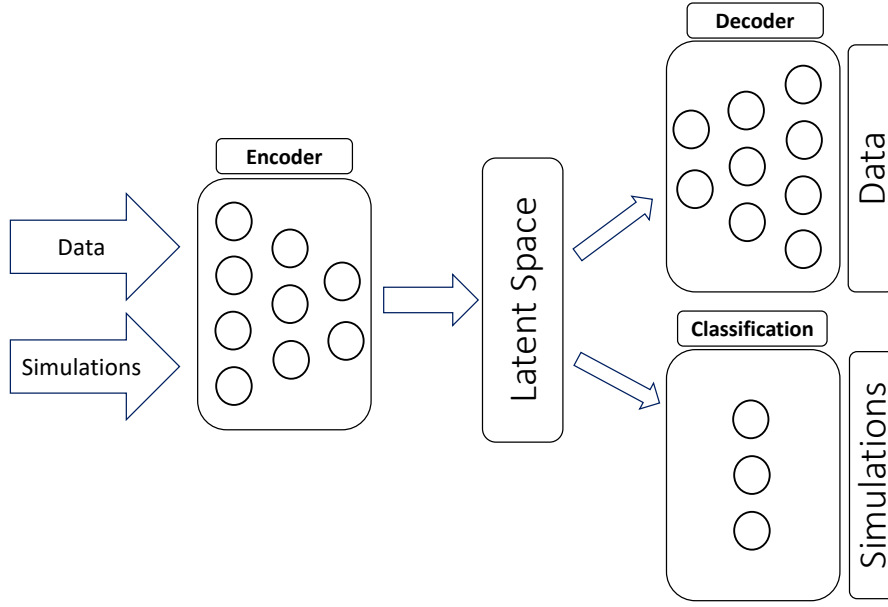 Decoder
Data
Encoder
Data
Simulations
Latent Space
Classification
Simulations